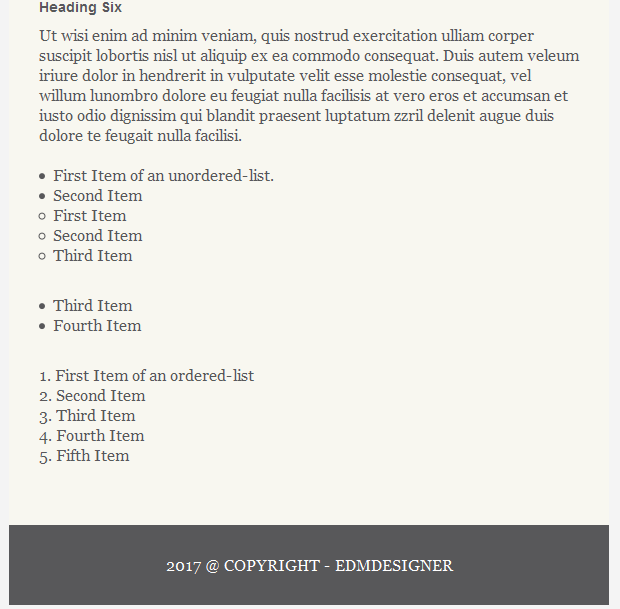 Heading Six
Ut wisi enim ad minim veniam, quis nostrud exercitation ulliam corper
suscipit lobortis nisl ut aliquip ex ea commodo consequat. Duis autem veleum
iriure dolor in hendrerit in vulputate velit esse molestie consequat, vel
willum lunombro dolore eu feugiat nulla facilisis at vero eros et accumsan et
iusto odio dignissim qui blandit praesent luptatum zzril delenit augue duis
dolore te feugait nulla facilisi.
• First Item of an unordered-list.
• Second Item
○ First Item
○ Second Item
○ Third Item
• Third Item
• Fourth Item
1. First Item of an ordered-list
2. Second Item
3. Third Item
4. Fourth Item
5. Fifth Item
2017 @ COPYRIGHT - EDMDESIGNER